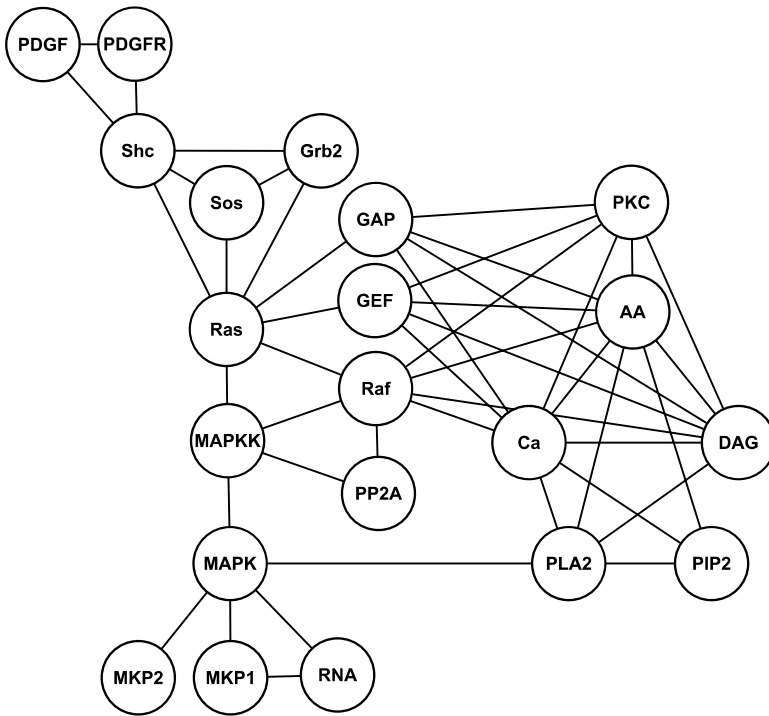 PDGF
PDGFR
Shc
Grb2
Sos
GAP
PKC
GEF
AA
Ras
Raf
MAPKK
Ca
DAG
PP2A
MAPK
PLA2
PIP2
MKP2
MKP1
RNA